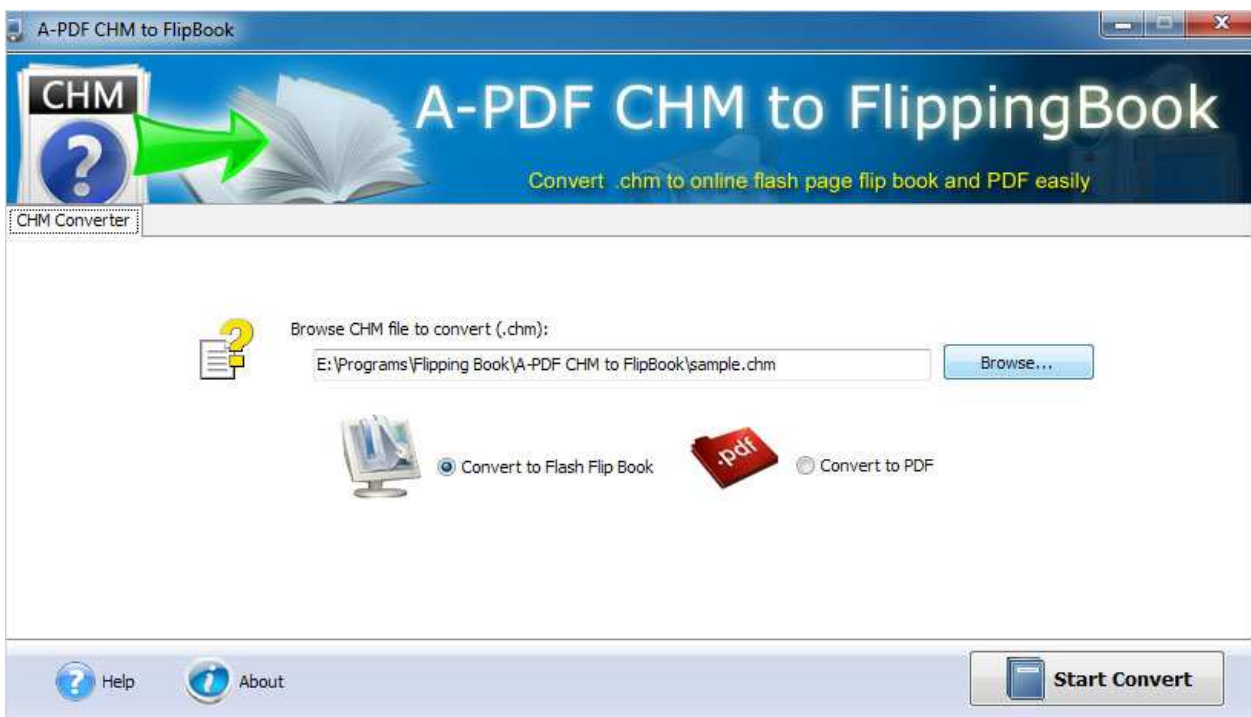 A-PDF CHM to FlipBook
CHM
A-PDF CHM to FlippingBook
Convert .chm to online flash page flip book and PDF easily
CHM Converter
Browse CHM file to convert (.chm):
E:\Programs\Flipping Book\A-PDF CHM to FlipBook\sample.chm
Browse...
Convert to Flash Flip Book
.pdf
Convert to PDF
Help
About
Start Convert